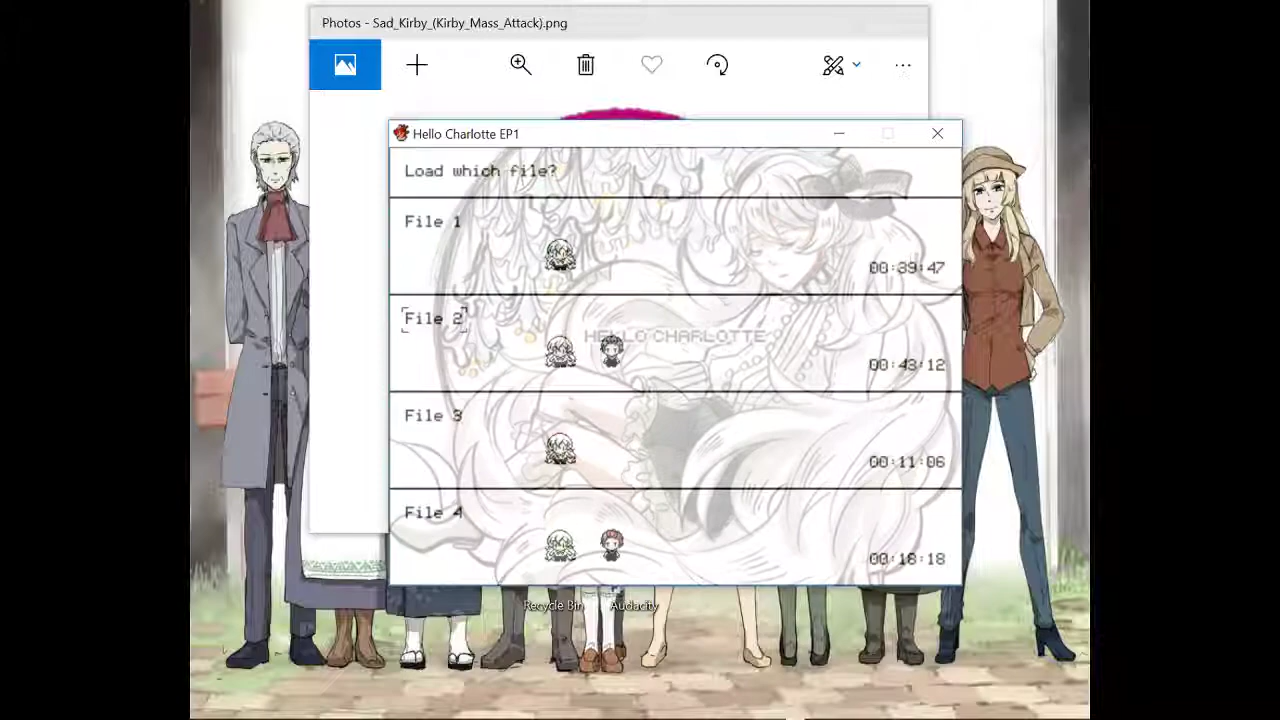 Photos - Sad_Kirby_(Kirby_Mass_Attack).png
Hello Charlotte EP1
Load which file?
File 1
00:39:47
File 2
HELLO CHARLOTTE
00:43:12
File 3
00:11:06
File 4
00:18:18
Recycle Bin
Audacity